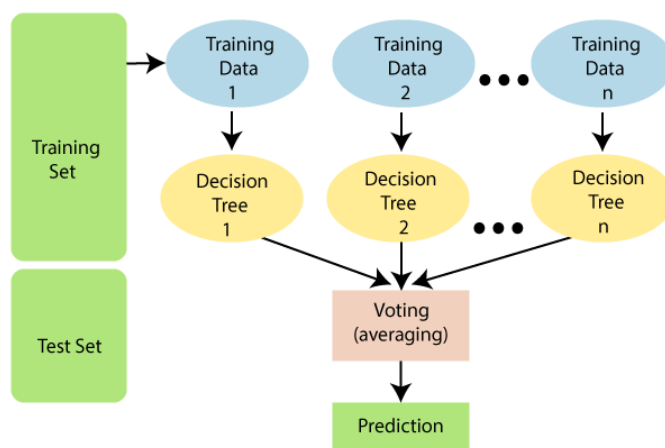 Training
Set
Training
Data
1
Training
Data
2
Training
Data
n
Decision
Tree
1
Decision
Tree
2
Decision
Tree
n
Test Set
Voting
(averaging)
Prediction